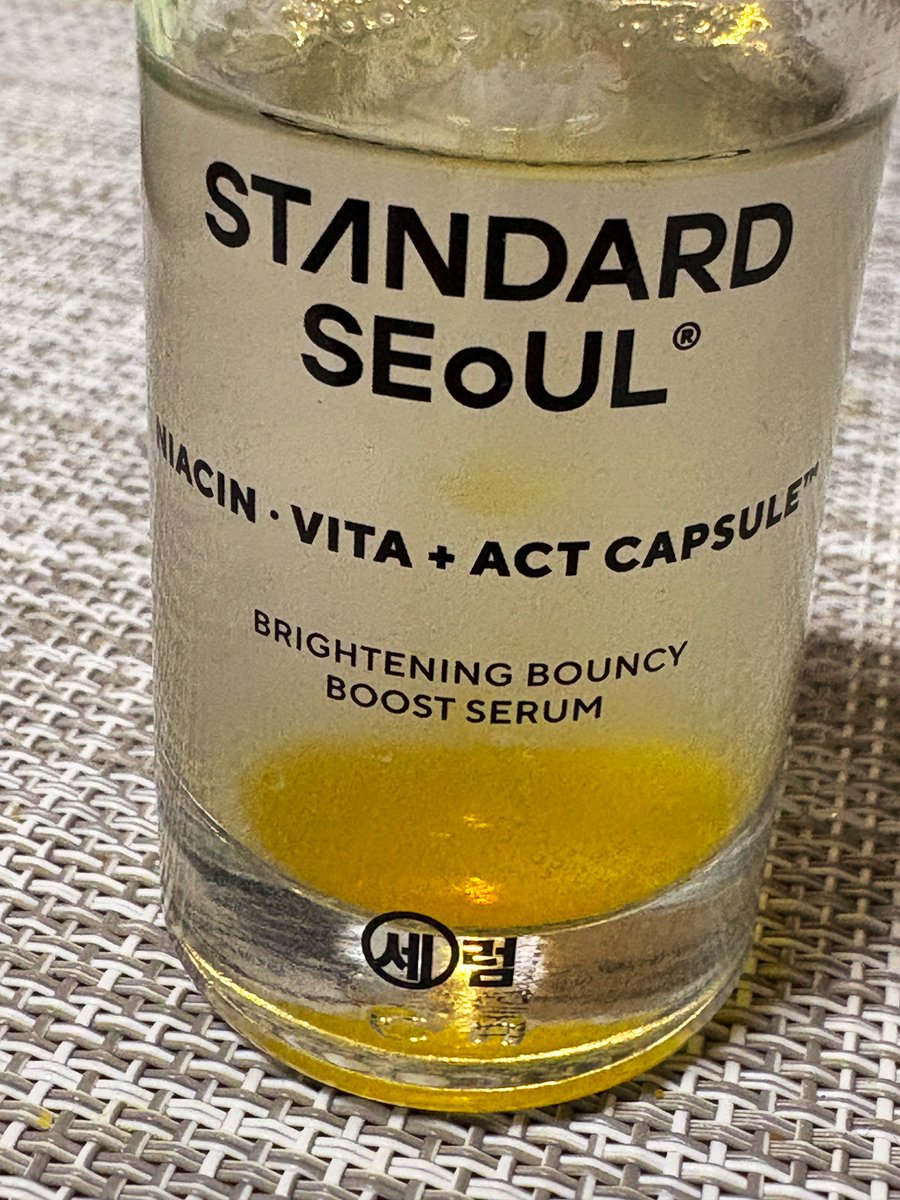 STANDARD
SEoUL®
NIACIN · VITA + ACT CAPSULE™
BRIGHTENING BOUNCY
BOOST SERUM
세럼